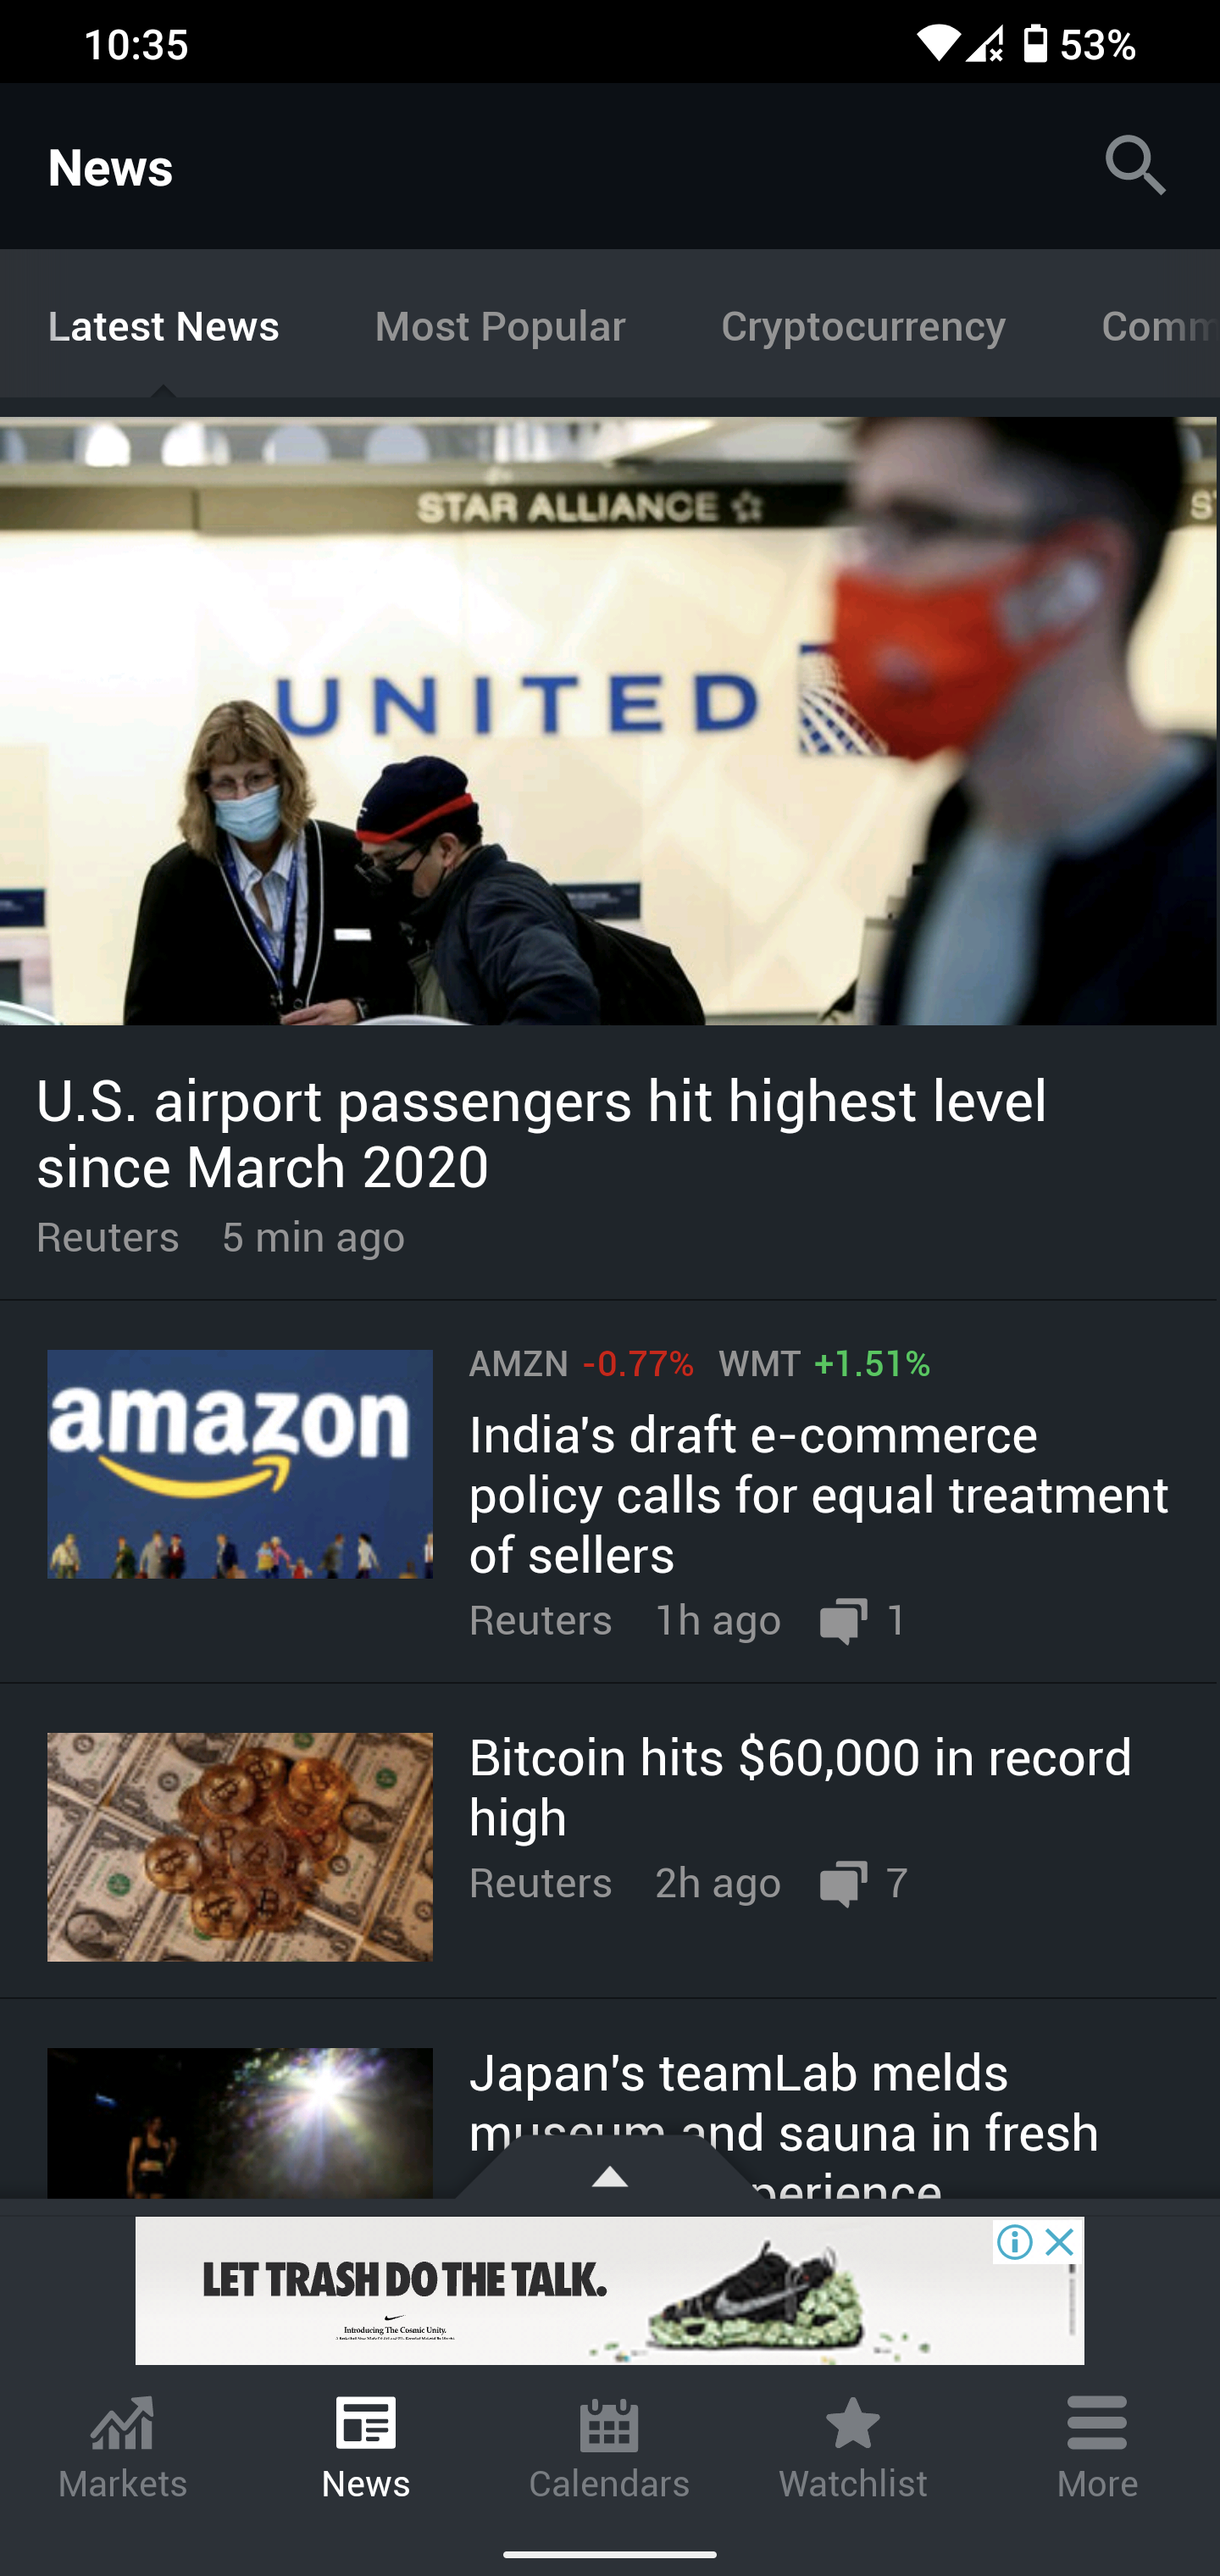 10:35
53%
News
Latest News
Most Popular
Cryptocurrency
Comm
STAR ALLIANCE
UNITED
U.S. airport passengers hit highest level
since March 2020
Reuters 5 min ago
amazon
AMZN -0.77% WMT +1.51%
India's draft e-commerce
policy calls for equal treatment
of sellers
Reuters 1h ago 1
Bitcoin hits $60,000 in record
high
Reuters 2h ago 7
Japan's teamLab melds
museum and sauna in fresh
LET TRASH DO THE TALK.
Introducing The Cosmic Unity.
Markets
News
Calendars
Watchlist
More